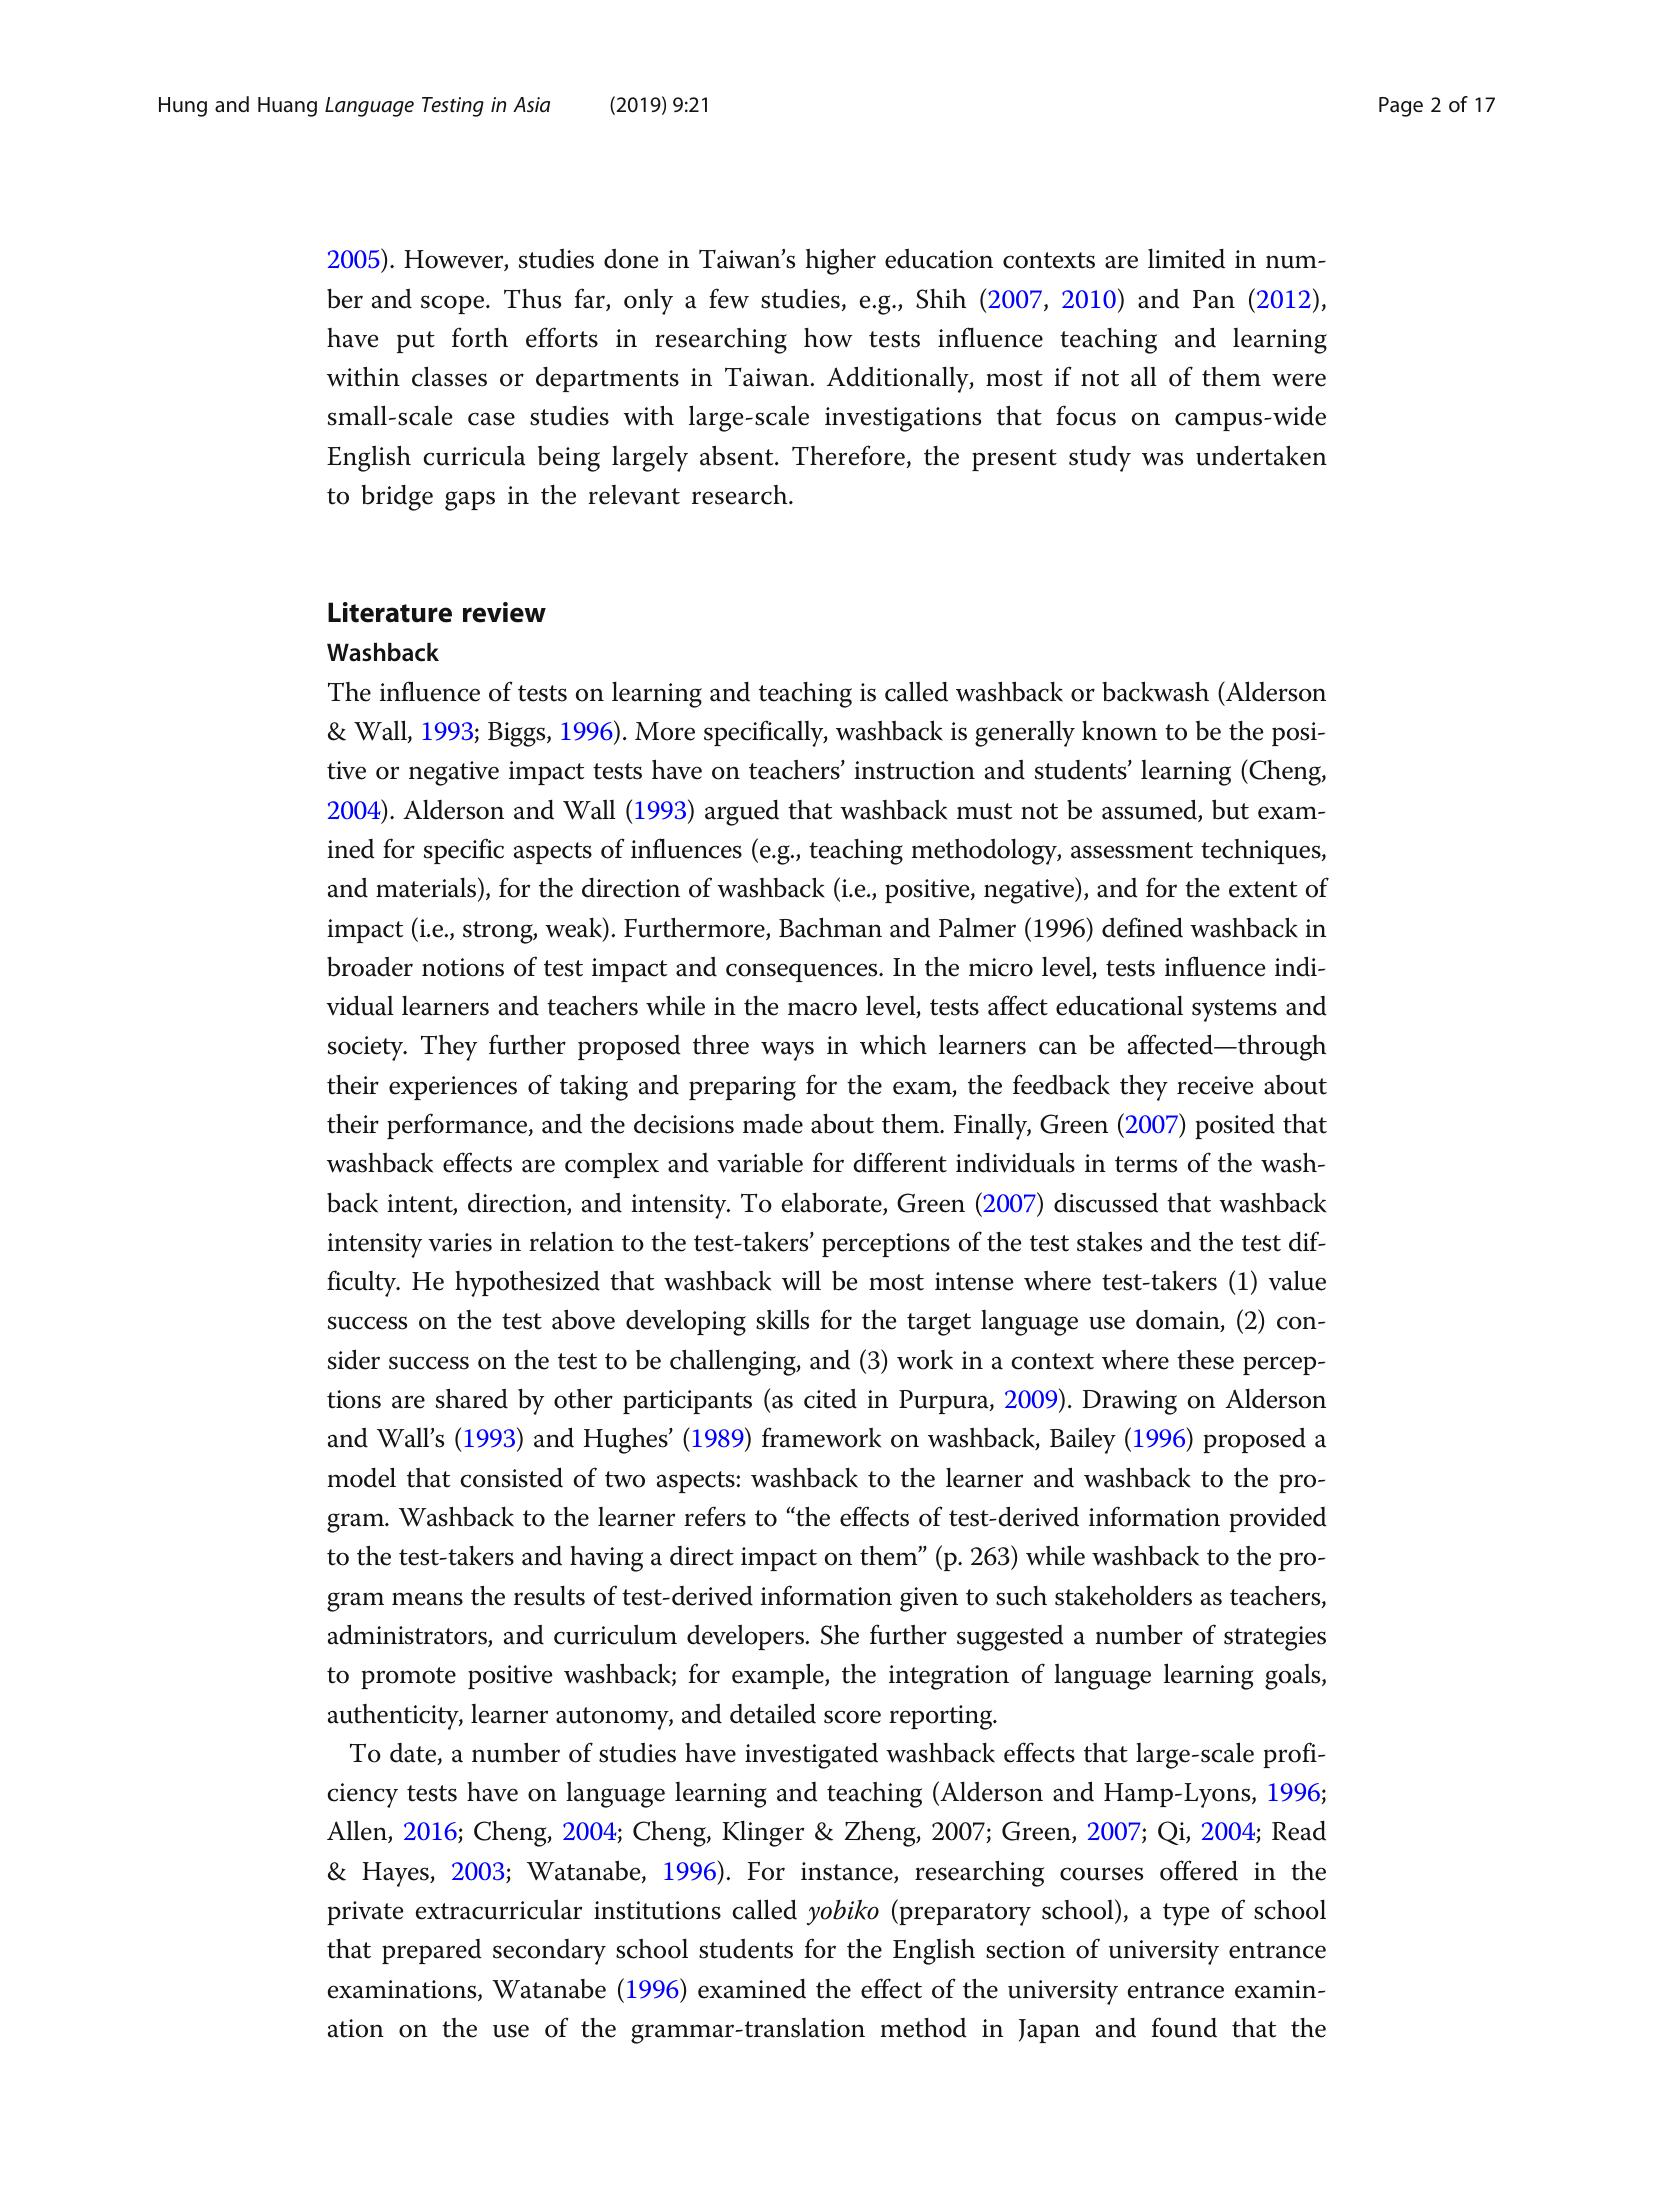 Hung and Huang Language Testing in Asia (2019) 9:21 Page 2 of 17
2005). However, studies done in Taiwan’s higher education contexts are limited in num-
ber and scope. Thus far, only a few studies, e.g., Shih (2007, 2010) and Pan (2012),
have put forth efforts in researching how tests influence teaching and learning
within classes or departments in Taiwan. Additionally, most if not all of them were
small-scale case studies with large-scale investigations that focus on campus-wide
English curricula being largely absent. Therefore, the present study was undertaken
to bridge gaps in the relevant research.
Literature review
Washback
The influence of tests on learning and teaching is called washback or backwash (Alderson
& Wall, 1993; Biggs, 1996). More specifically, washback is generally known to be the posi-
tive or negative impact tests have on teachers’ instruction and students’ learning (Cheng,
2004). Alderson and Wall (1993) argued that washback must not be assumed, but exam-
ined for specific aspects of influences (e.g., teaching methodology, assessment techniques,
and materials), for the direction of washback (i.e., positive, negative), and for the extent of
impact (i.e., strong, weak). Furthermore, Bachman and Palmer (1996) defined washback in
broader notions of test impact and consequences. In the micro level, tests influence indi-
vidual learners and teachers while in the macro level, tests affect educational systems and
society. They further proposed three ways in which learners can be affected—through
their experiences of taking and preparing for the exam, the feedback they receive about
their performance, and the decisions made about them. Finally, Green (2007) posited that
washback effects are complex and variable for different individuals in terms of the wash-
back intent, direction, and intensity. To elaborate, Green (2007) discussed that washback
intensity varies in relation to the test-takers’ perceptions of the test stakes and the test dif-
ficulty. He hypothesized that washback will be most intense where test-takers (1) value
success on the test above developing skills for the target language use domain, (2) con-
sider success on the test to be challenging, and (3) work in a context where these percep-
tions are shared by other participants (as cited in Purpura, 2009). Drawing on Alderson
and Wall’s (1993) and Hughes’ (1989) framework on washback, Bailey (1996) proposed a
model that consisted of two aspects: washback to the learner and washback to the pro-
gram. Washback to the learner refers to “the effects of test-derived information provided
to the test-takers and having a direct impact on them” (p. 263) while washback to the pro-
gram means the results of test-derived information given to such stakeholders as teachers,
administrators, and curriculum developers. She further suggested a number of strategies
to promote positive washback; for example, the integration of language learning goals,
authenticity, learner autonomy, and detailed score reporting.
To date, a number of studies have investigated washback effects that large-scale profi-
ciency tests have on language learning and teaching (Alderson and Hamp-Lyons, 1996;
Allen, 2016; Cheng, 2004; Cheng, Klinger & Zheng, 2007; Green, 2007; Qi, 2004; Read
& Hayes, 2003; Watanabe, 1996). For instance, researching courses offered in the
private extracurricular institutions called yobiko (preparatory school), a type of school
that prepared secondary school students for the English section of university entrance
examinations, Watanabe (1996) examined the effect of the university entrance examin-
ation on the use of the grammar-translation method in Japan and found that the